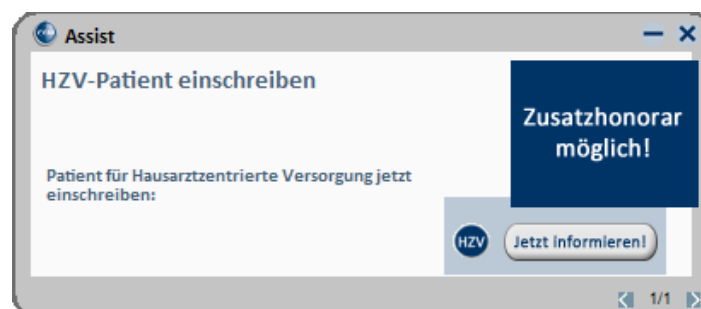 Assist
HZV-Patient einschreiben
Zusatzhonorar
möglich!
Patient für Hausarztzentrierte Versorgung jetzt
einschreiben:
HZV
Jetzt informieren!
1/1